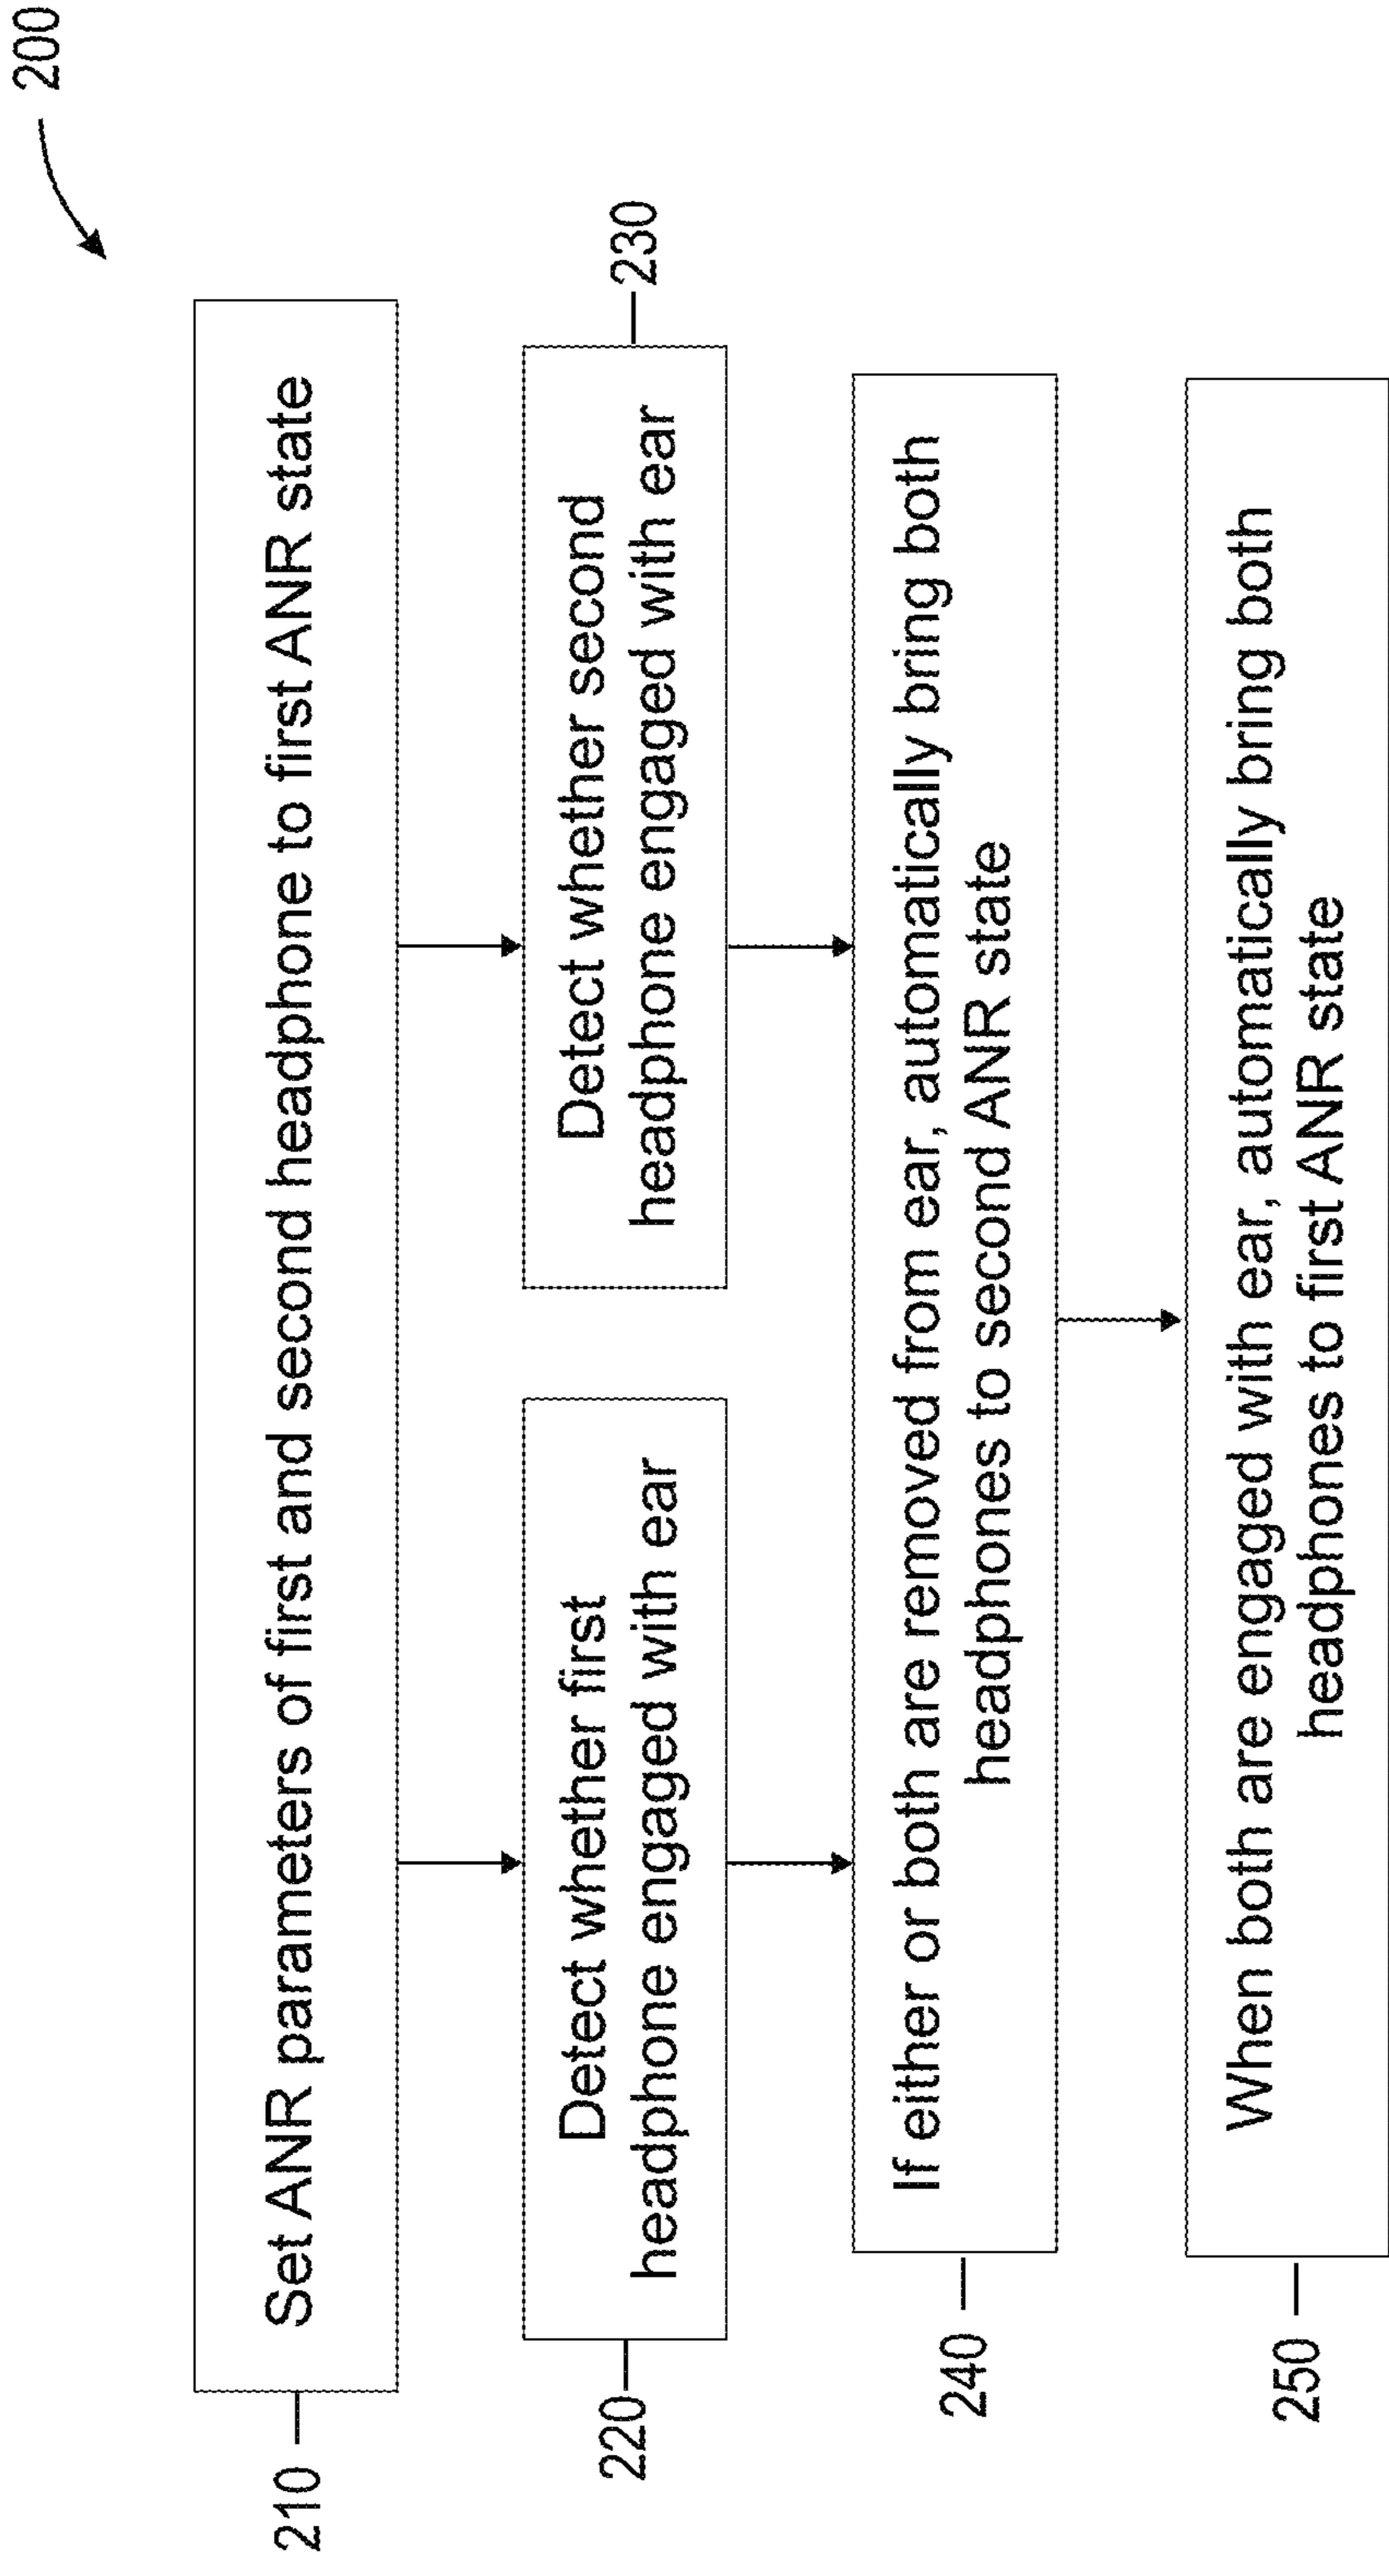 200
210
Set ANR parameters of first and second headphone to first ANR state
220
Detect whether first
headphone engaged with ear
Detect whether second
headphone engaged with ear
230
240
If either or both are removed from ear, automatically bring both
headphones to second ANR state
250
When both are engaged with ear, automatically bring both
headphones to first ANR state